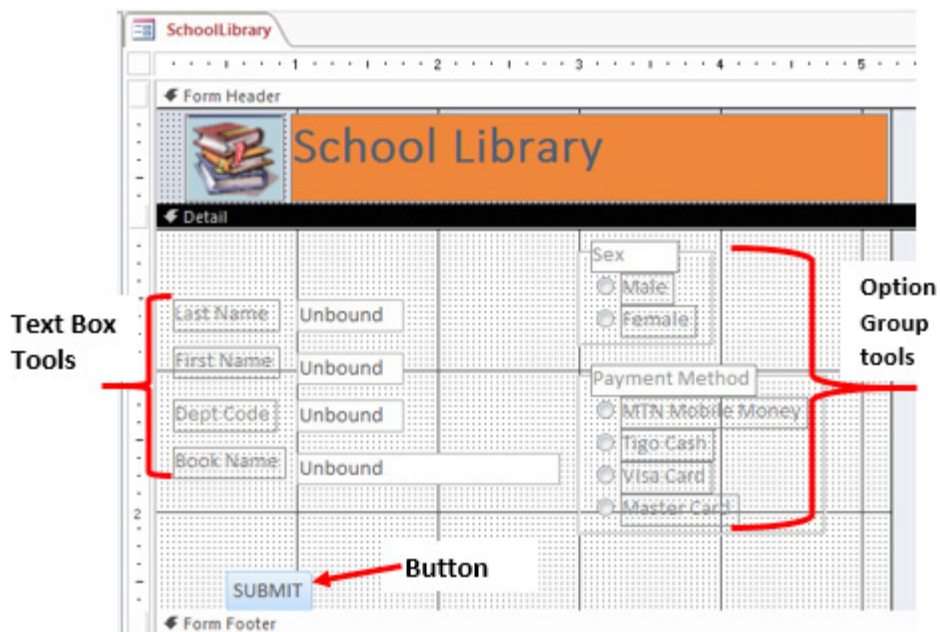 SchoolLibrary
1 2 3 4 5
Form Header
School Library
Detail
Text Box
Tools
Last Name Unbound
First Name Unbound
Dept Code Unbound
Book Name Unbound
Sex
Male
Female
Payment Method
MTN Mobile Money
Tigo Cash
Visa Card
Master Card
Option
Group
tools
2
SUBMIT
Button
Form Footer